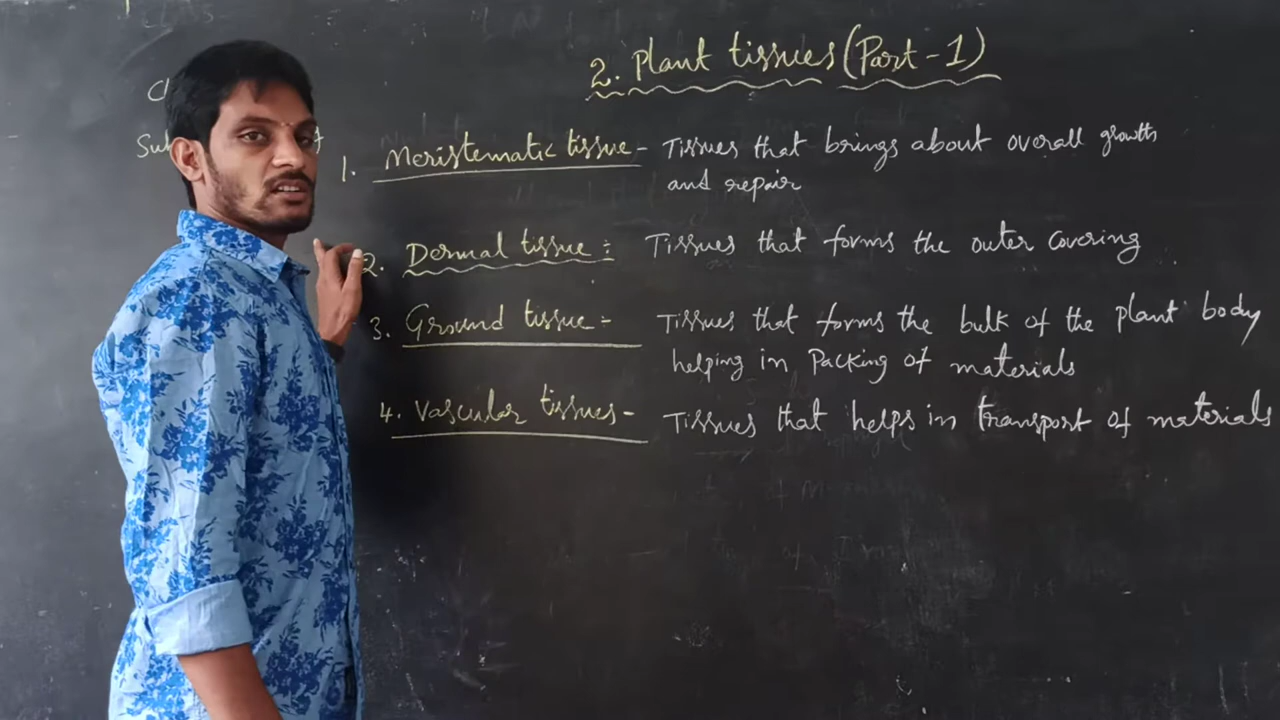 2. Plant tissues (Part-1)
1. Meristematic tissue - Tissues that brings about overall growth
and repair
2. Dermal tissue :- Tissues that forms the outer covering
3. Ground tissue :- Tissues that forms the bulk of the plant body
helping in Packing of materials
4. Vascular tissues - Tissues that helps in transport of materials